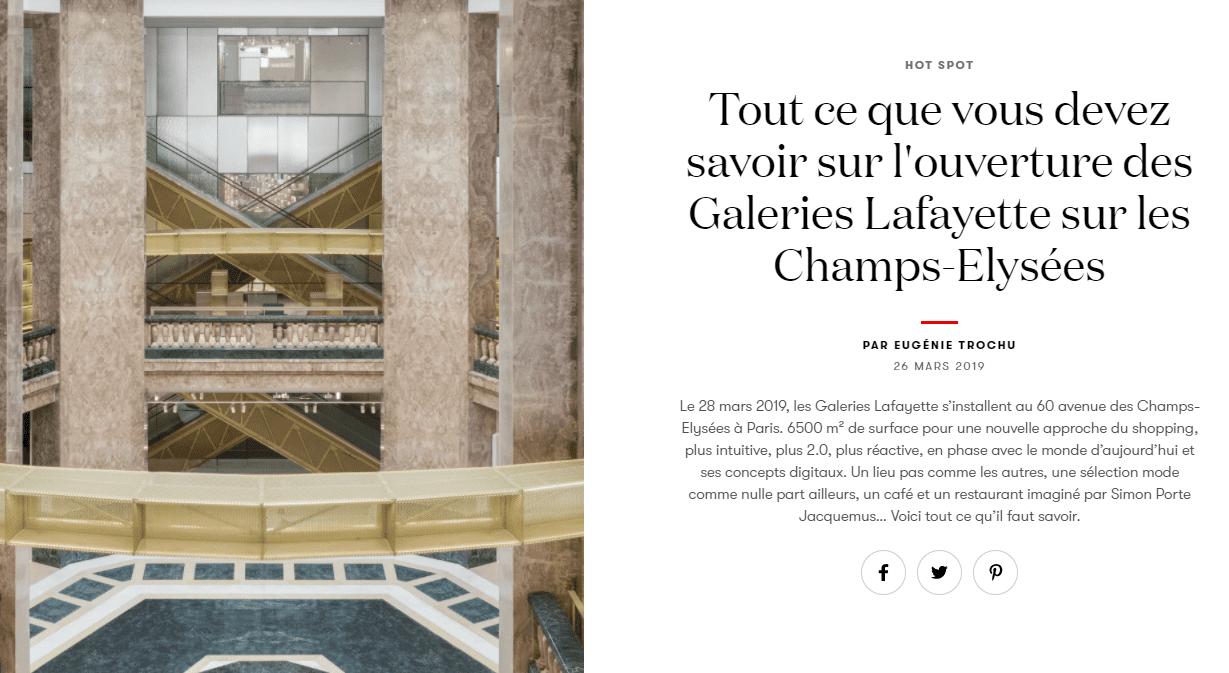 HOT SPOT
Tout ce que vous devez
savoir sur l'ouverture des
Galeries Lafayette sur les
Champs-Elysées
PAR EUGÉNIE TROCHU
26 MARS 2019
Le 28 mars 2019, les Galeries Lafayette s’installent au 60 avenue des Champs-
Elysées à Paris. 6500 m² de surface pour une nouvelle approche du shopping,
plus intuitive, plus 2.0, plus réactive, en phase avec le monde d’aujourd’hui et
ses concepts digitaux. Un lieu pas comme les autres, une sélection mode
comme nulle part ailleurs, un café et un restaurant imaginé par Simon Porte
Jacquemus… Voici tout ce qu’il faut savoir.